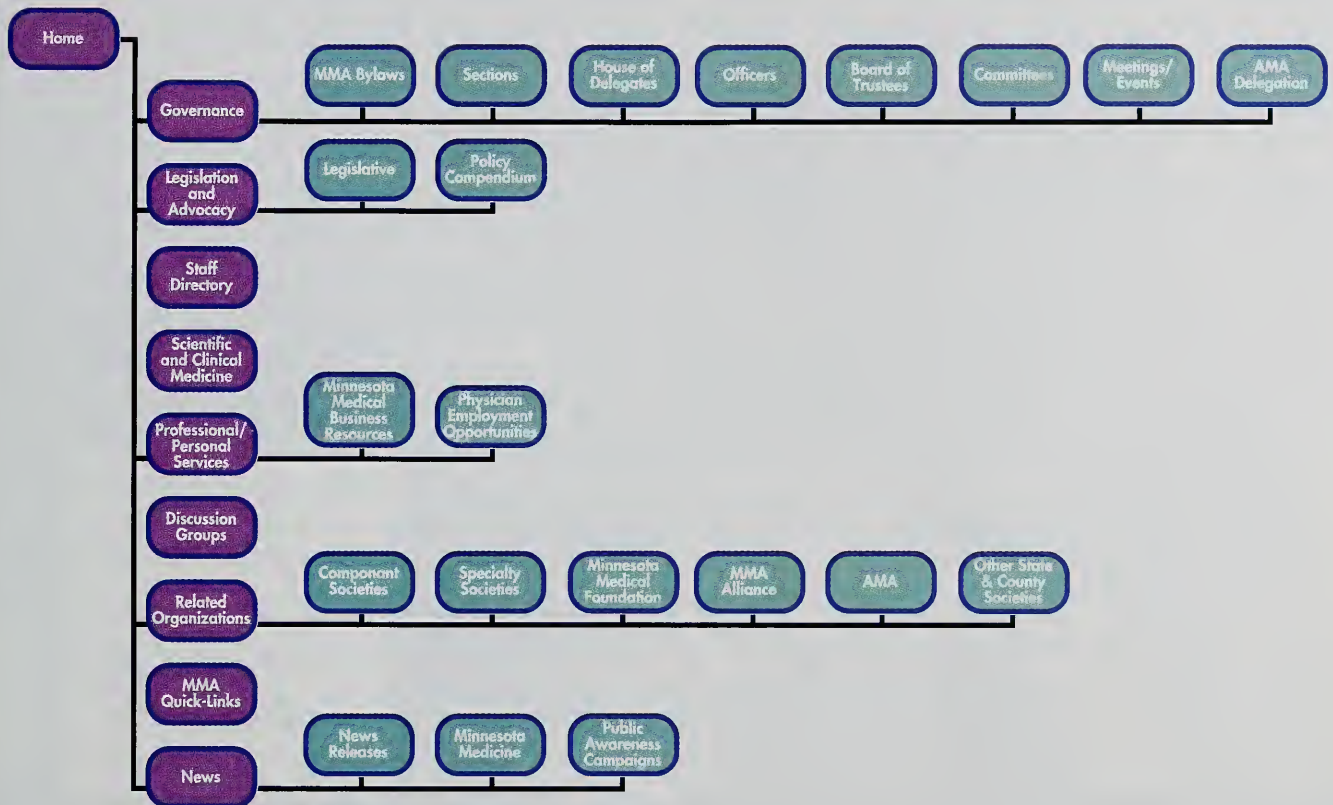 Home
MMA Bylaws
Sections
House of
Delegates
Officers
Board of
Trustees
Committees
Meetings/
Events
AMA
Delegation
Governance
Legislation
and
Advocacy
Legislative
Policy
Compendium
Staff
Directory
Scientific
and Clinical
Medicine
Professional/
Personal
Services
Minnesota
Medical
Business
Resources
Physician
Employment
Opportunities
Discussion
Groups
Related
Organizations
Componant
Societies
Specialty
Societies
Minnesota
Medical
Foundation
MMA
Alliance
AMA
Other State
& County
Societies
MMA
Quick-Links
News
News
Releases
Minnesota
Medicine
Public
Awareness
Campaigns